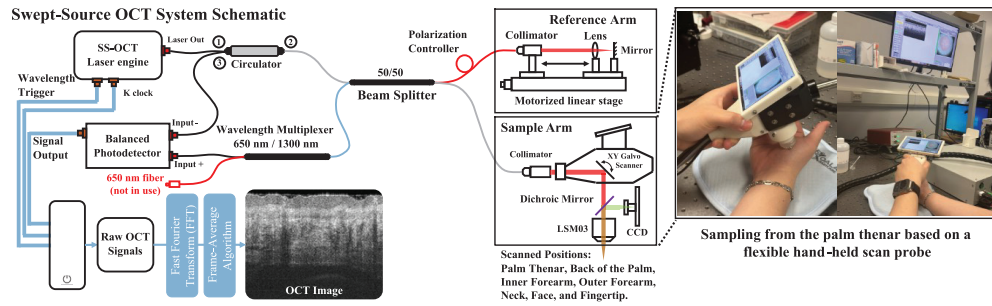 Swept-Source OCT System Schematic
SS-OCT
Laser engine
Laser Out
1
2
3
Circulator
Wavelength
Trigger
K clock
Signal
Output
Balanced
Photodetector
Input-
Input +
Wavelength Multiplexer
650 nm / 1300 nm
650 nm fiber
(not in use)
50/50
Beam Splitter
Polarization
Controller
Reference Arm
Collimator
Lens
Mirror
Motorized linear stage
Sample Arm
Collimator
XY Galvo
Scanner
Dichroic Mirror
LSM03
CCD
Scanned Positions:
Palm Thenar, Back of the Palm,
Inner Forearm, Outer Forearm,
Neck, Face, and Fingertip.
Raw OCT
Signals
Fast Fourier
Transform (FFT)
Frame-Average
Algorithm
OCT Image
Sampling from the palm thenar based on a
flexible hand-held scan probe